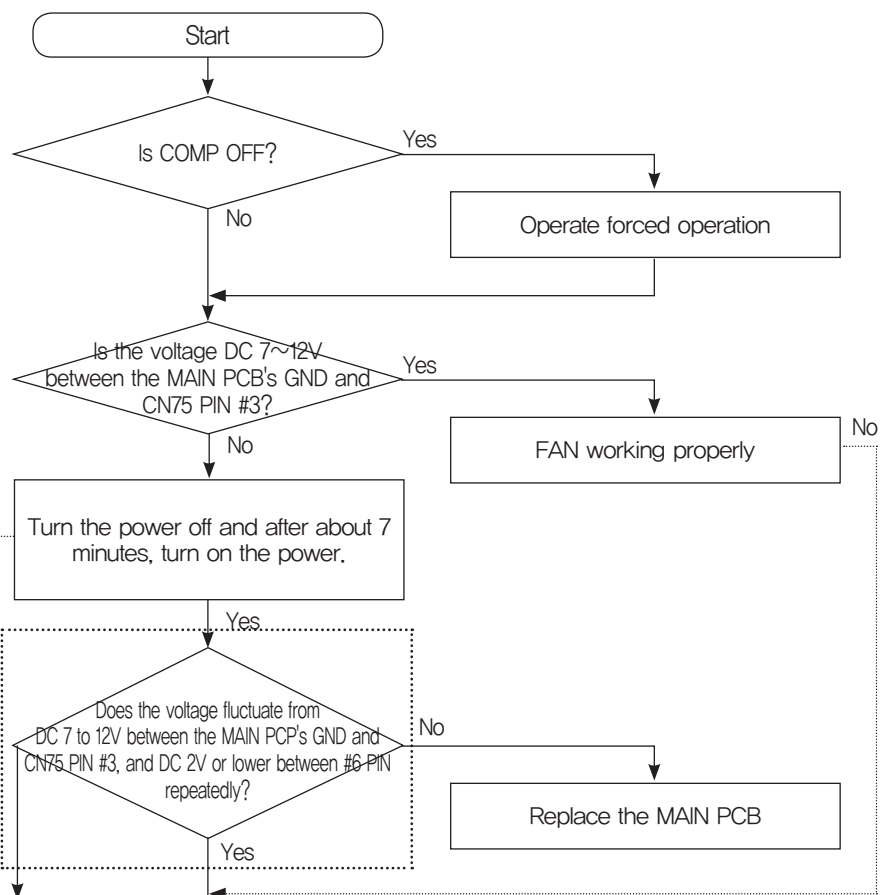 Start
Is COMP OFF?
Yes
No
Operate forced operation
Is the voltage DC 7~12V
between the MAIN PCB's GND and
CN75 PIN #3?
Yes
No
FAN working properly
No
Turn the power off and after about 7
minutes, turn on the power.
Yes
Does the voltage fluctuate from
DC 7 to 12V between the MAIN PCP's GND and
CN75 PIN #3, and DC 2V or lower between #6 PIN
repeatedly?
No
Replace the MAIN PCB
Yes